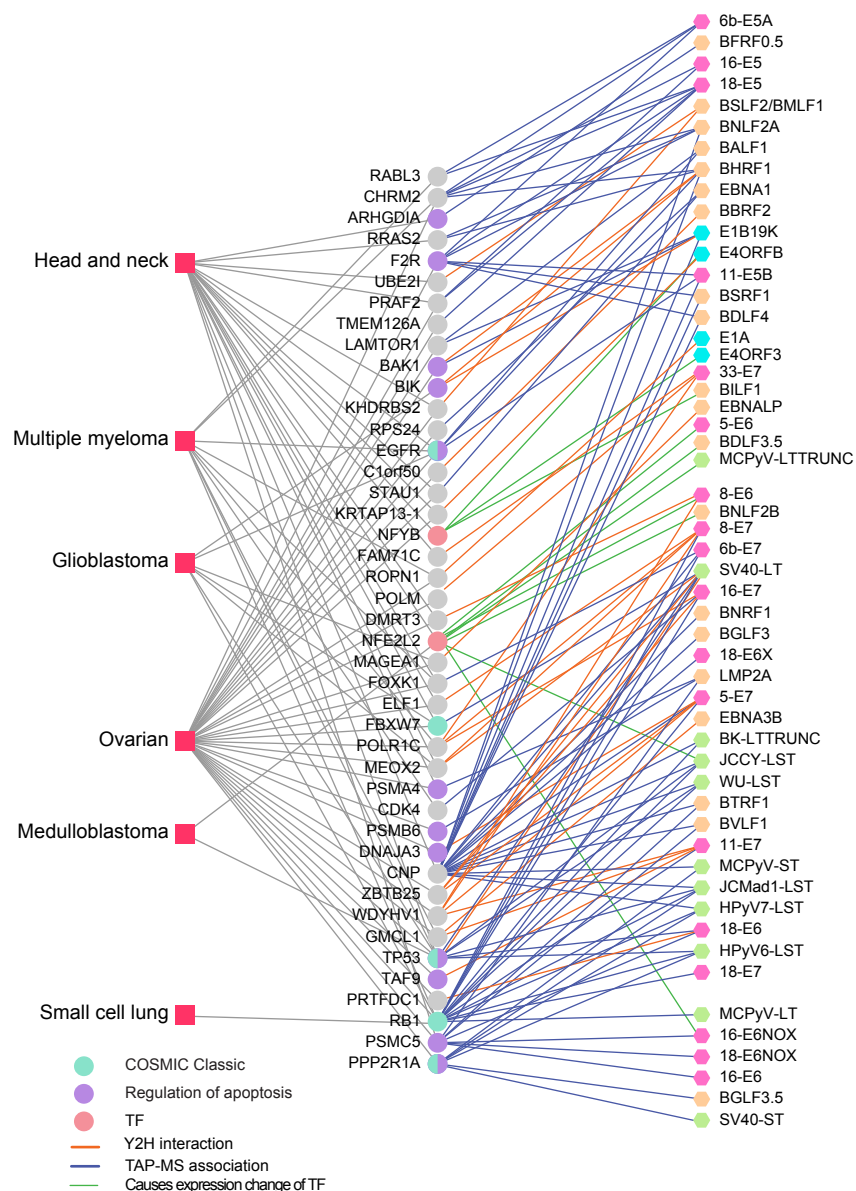 Head and neck
Multiple myeloma
Glioblastoma
Ovarian
Medulloblastoma
Small cell lung
RABL3
CHRM2
ARHGDIA
RRAS2
F2R
UBE2I
PRAF2
TMEM126A
LAMTOR1
BAK1
BIK
KHDRBS2
RPS24
EGFR
C1orf50
STAU1
KRTAP13-1
NFYB
FAM71C
ROPN1
POLM
DMRT3
NFE2L2
MAGEA1
FOXK1
ELF1
FBXW7
POLR1C
MEOX2
PSMA4
CDK4
PSMB6
DNAJA3
CNP
ZBTB25
WDYHV1
GMCL1
TP53
TAF9
PRTFDC1
RB1
PSMC5
PPP2R1A
6b-E5A
BFRF0.5
16-E5
18-E5
BSLF2/BMLF1
BNLF2A
BALF1
BHRF1
EBNA1
BBRF2
E1B19K
E4ORFB
11-E5B
BSRF1
BDLF4
E1A
E4ORF3
33-E7
BILF1
EBNALP
5-E6
BDLF3.5
MCPyV-LTTRUNC
8-E6
BNLF2B
8-E7
6b-E7
SV40-LT
16-E7
BNRF1
BGLF3
18-E6X
LMP2A
5-E7
EBNA3B
BK-LTTRUNC
JCCY-LST
WU-LST
BTRF1
BVLF1
11-E7
MCPyV-ST
JCMad1-LST
HPyV7-LST
18-E6
HPyV6-LST
18-E7
MCPyV-LT
16-E6NOX
18-E6NOX
16-E6
BGLF3.5
SV40-ST
COSMIC Classic
Regulation of apoptosis
TF
Y2H interaction
TAP-MS association
Causes expression change of TF